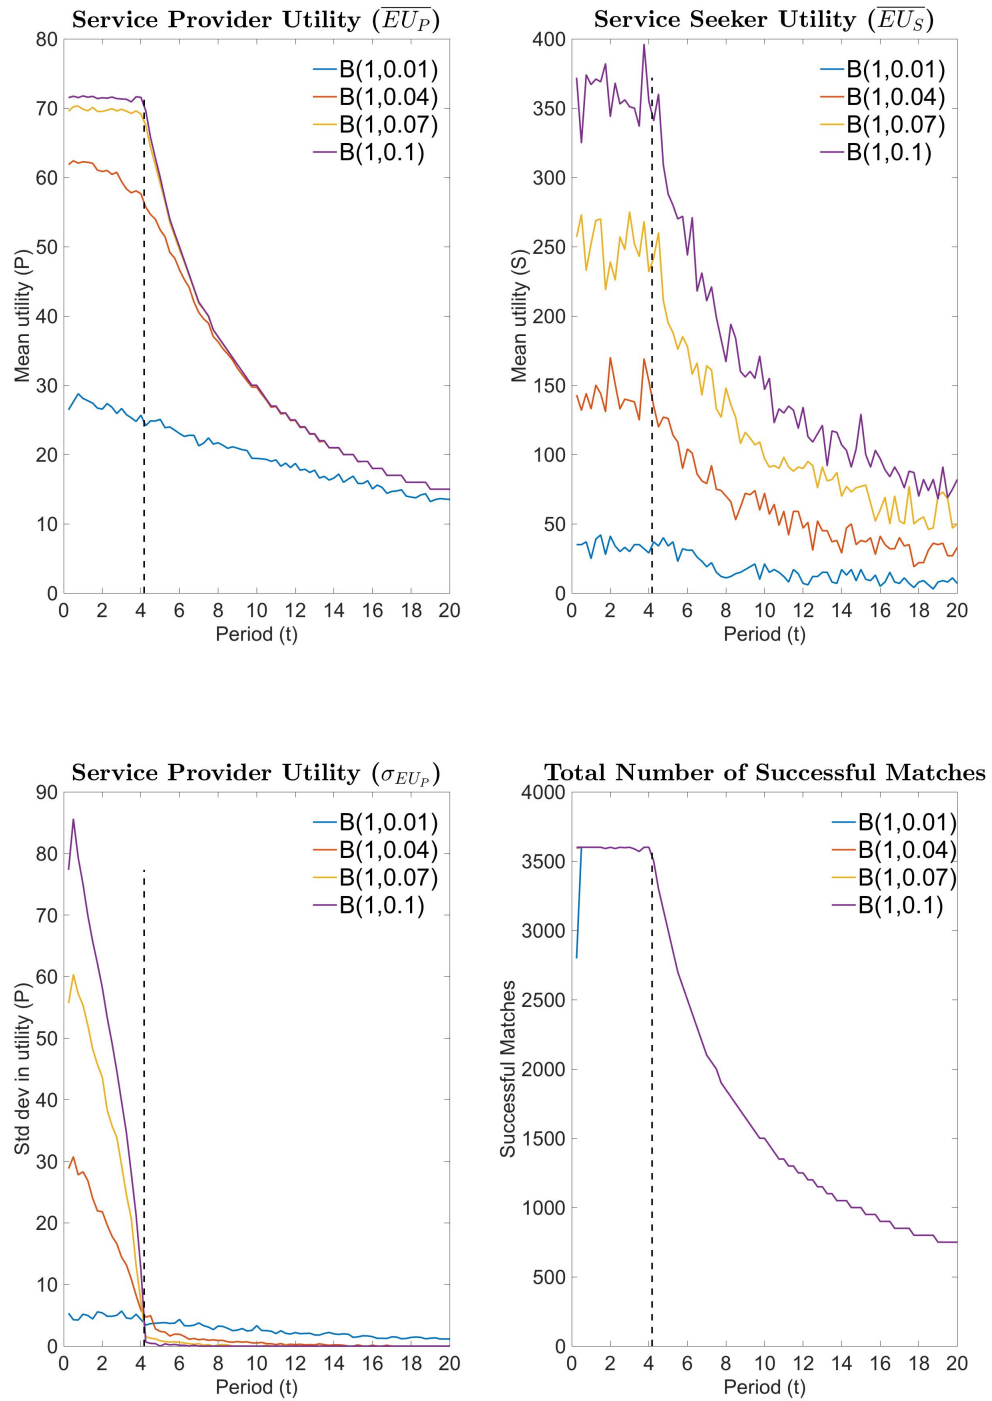 Service Provider Utility (EU_P)
80
70
60
50
40
30
20
10
0
Mean utility (P)
B(1,0.01)
B(1,0.04)
B(1,0.07)
B(1,0.1)
0 2 4 6 8 10 12 14 16 18 20
Period (t)
Service Seeker Utility (EU_S)
400
350
300
250
200
150
100
50
0
Mean utility (S)
B(1,0.01)
B(1,0.04)
B(1,0.07)
B(1,0.1)
0 2 4 6 8 10 12 14 16 18 20
Period (t)
Service Provider Utility (σ_EU_P)
90
80
70
60
50
40
30
20
10
0
Std dev in utility (P)
B(1,0.01)
B(1,0.04)
B(1,0.07)
B(1,0.1)
0 2 4 6 8 10 12 14 16 18 20
Period (t)
Total Number of Successful Matches
4000
3500
3000
2500
2000
1500
1000
500
0
Successful Matches
B(1,0.01)
B(1,0.04)
B(1,0.07)
B(1,0.1)
0 2 4 6 8 10 12 14 16 18 20
Period (t)